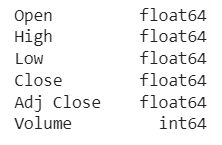 Open float64
High float64
Low float64
Close float64
Adj Close float64
Volume int64